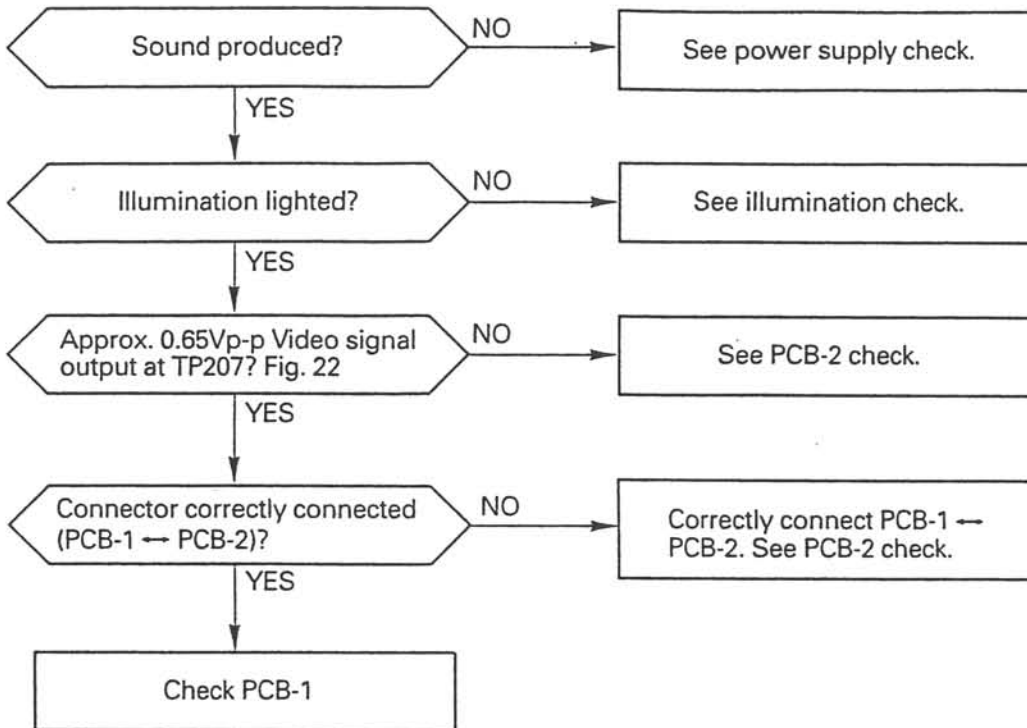 Sound produced?
NO
See power supply check.
YES
Illumination lighted?
NO
See illumination check.
YES
Approx. 0.65Vp-p Video signal
output at TP207? Fig. 22
NO
See PCB-2 check.
YES
Connector correctly connected
(PCB-1 ↔ PCB-2)?
NO
Correctly connect PCB-1 ↔
PCB-2. See PCB-2 check.
YES
Check PCB-1